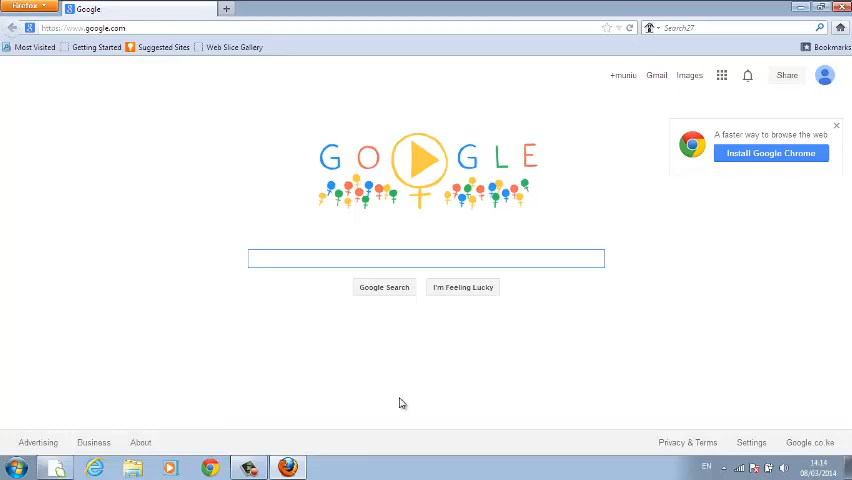 Firefox
Google
https://www.google.com
Search27
Most Visited Getting Started Suggested Sites Web Slice Gallery Bookmarks
+muniu Gmail Images Share
A faster way to browse the web
Install Google Chrome
GOOGLE
Google Search I'm Feeling Lucky
Advertising Business About Privacy & Terms Settings Google.co.ke
EN 14:14
08/03/2014